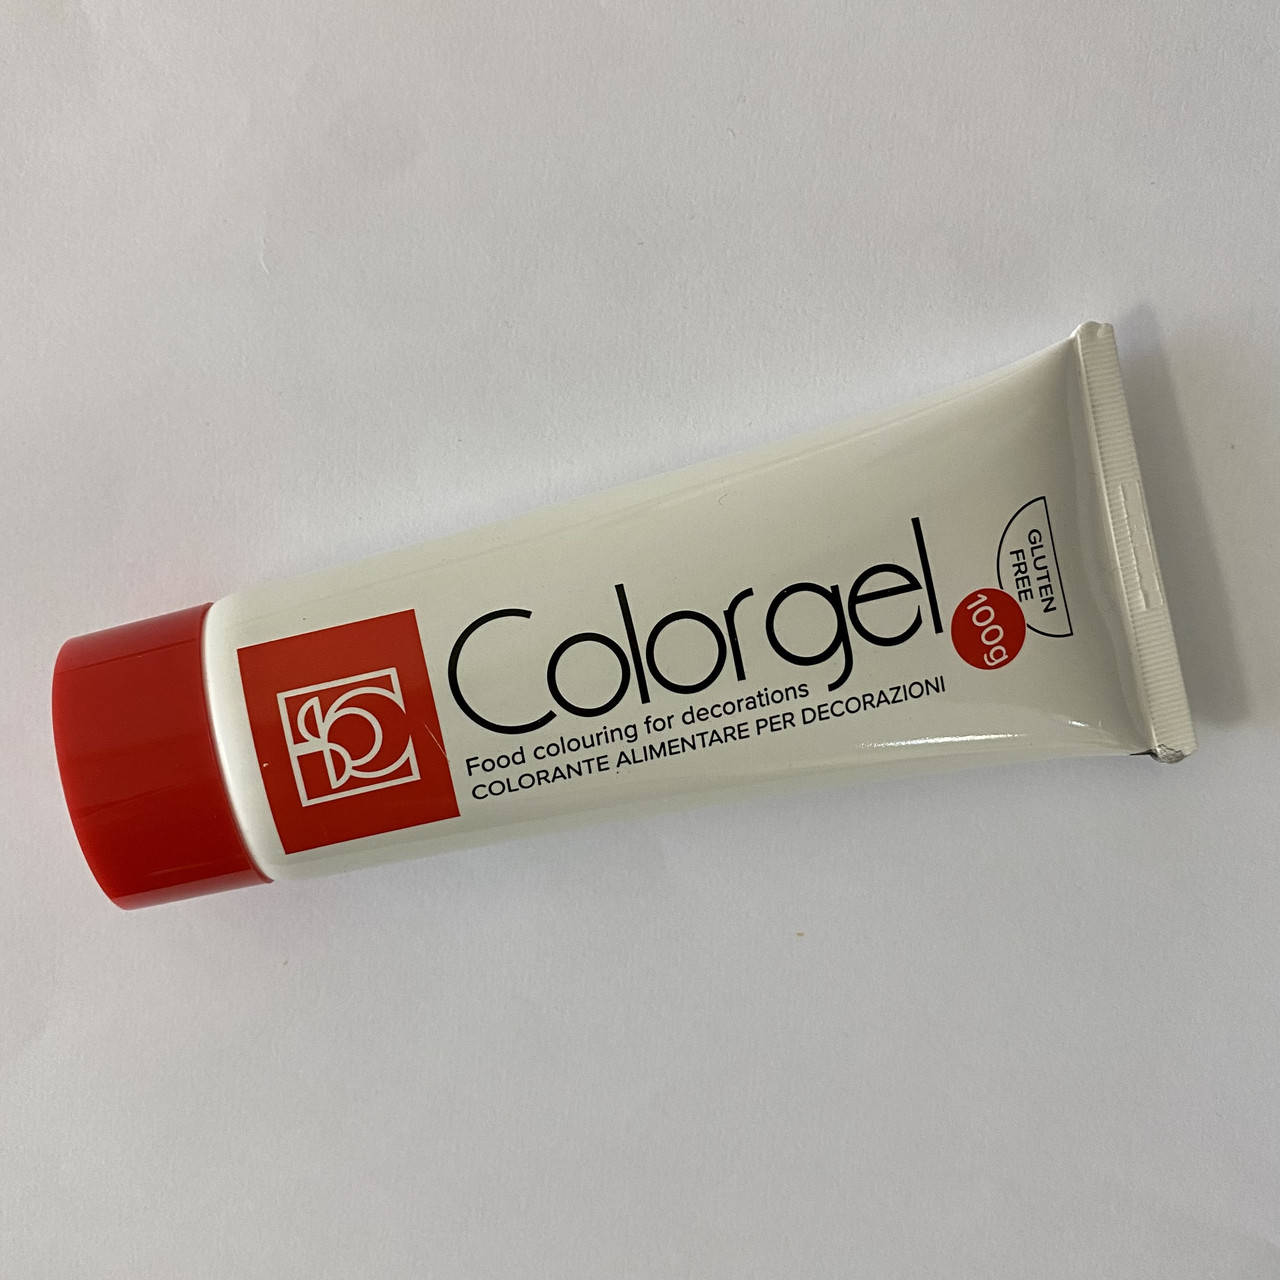 Colorgel
Food colouring for decorations
COLORANTE ALIMENTARE PER DECORAZIONI
100g
GLUTEN
FREE